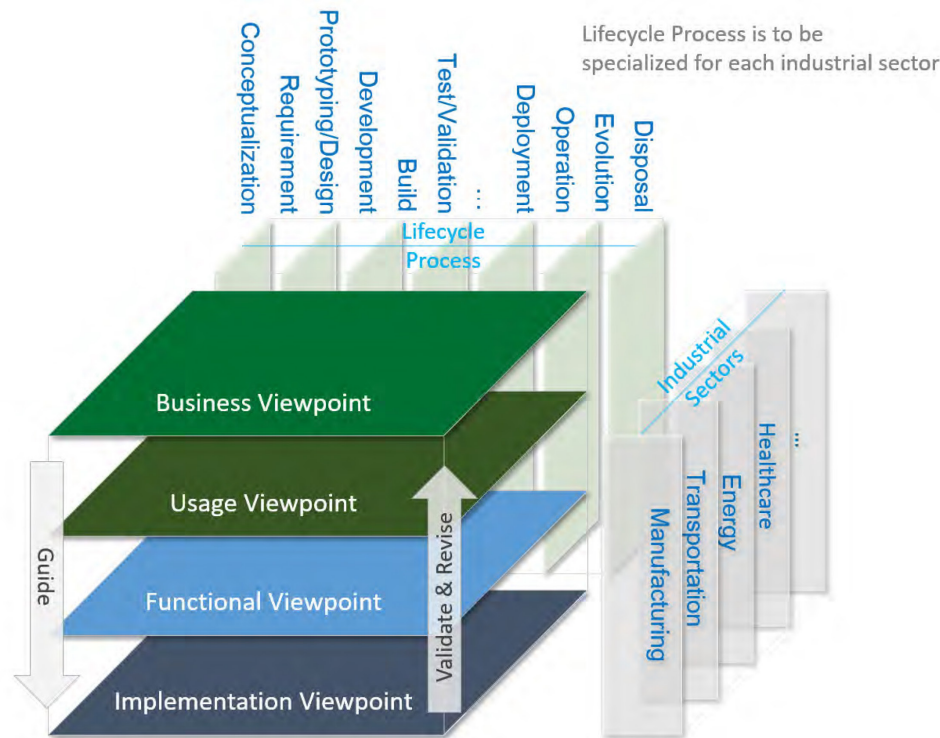 Lifecycle Process is to be
specialized for each industrial sector
Conceptualization
Requirement
Prototyping/Design
Development
Build
Test/Validation
...
Deployment
Operation
Evolution
Disposal
Lifecycle
Process
Industrial
Sectors
Business Viewpoint
Usage Viewpoint
Functional Viewpoint
Implementation Viewpoint
Guide
Validate & Revise
Manufacturing
Transportation
Energy
Healthcare
...